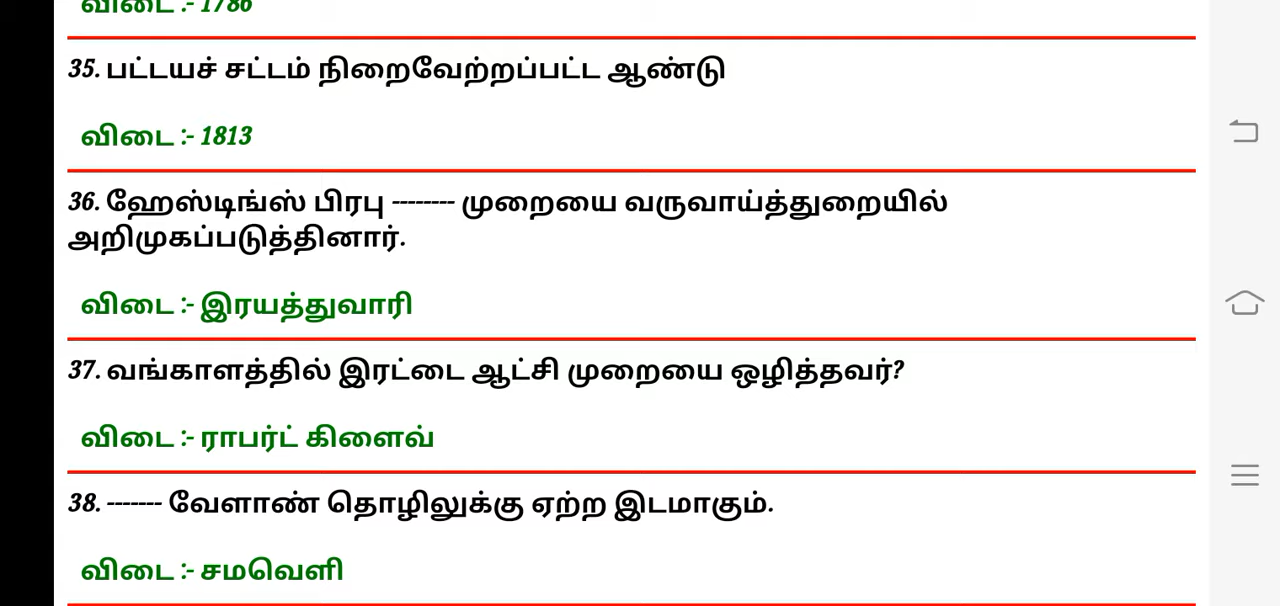 விடை :- 1786
35. பட்டயச் சட்டம் நிறைவேற்றப்பட்ட ஆண்டு
விடை :- 1813
36. ஹேஸ்டிங்ஸ் பிரபு -------- முறையை வருவாய்த்துறையில்
அறிமுகப்படுத்தினார்.
விடை :- இரயத்துவாரி
37. வங்காளத்தில் இரட்டை ஆட்சி முறையை ஒழித்தவர்?
விடை :- ராபர்ட் கிளைவ்
38. ------- வேளாண் தொழிலுக்கு ஏற்ற இடமாகும்.
விடை :- சமவெளி